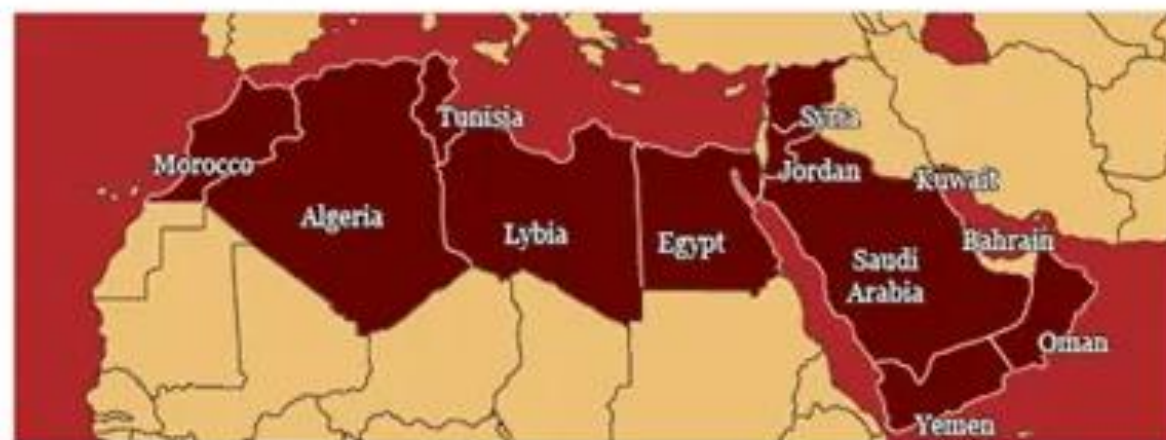 Tunisia
Syria
Morocco
Jordan
Kuwait
Algeria
Lybia
Egypt
Bahrain
Saudi
Arabia
Oman
Yemen